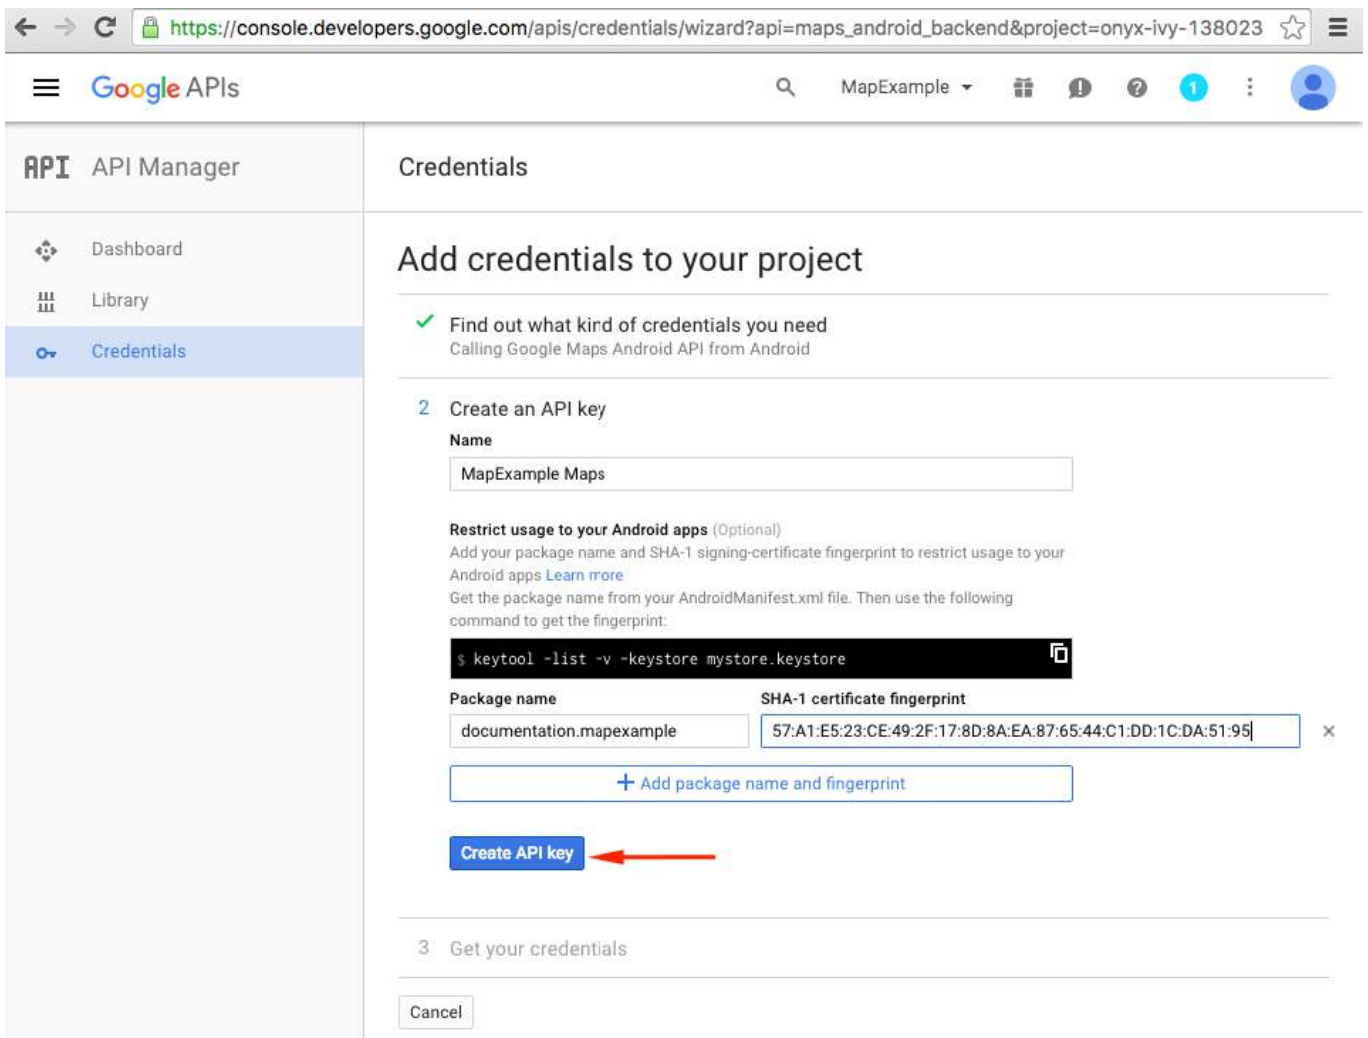 https://console.developers.google.com/apis/credentials/wizard?api=maps_android_backend&project=onyx-ivy-138023
Google APIs
MapExample
1
API API Manager
Credentials
Dashboard
Library
Credentials
Add credentials to your project
Find out what kind of credentials you need
Calling Google Maps Android API from Android
2 Create an API key
Name
MapExample Maps
Restrict usage to your Android apps (Optional)
Add your package name and SHA-1 signing-certificate fingerprint to restrict usage to your
Android apps Learn more
Get the package name from your AndroidManifest.xml file. Then use the following
command to get the fingerprint:
$ keytool -list -v -keystore mystore.keystore
Package name SHA-1 certificate fingerprint
documentation.mapexample 57:A1:E5:23:CE:49:2F:17:8D:8A:EA:87:65:44:C1:DD:1C:DA:51:95
+ Add package name and fingerprint
Create API key
3 Get your credentials
Cancel